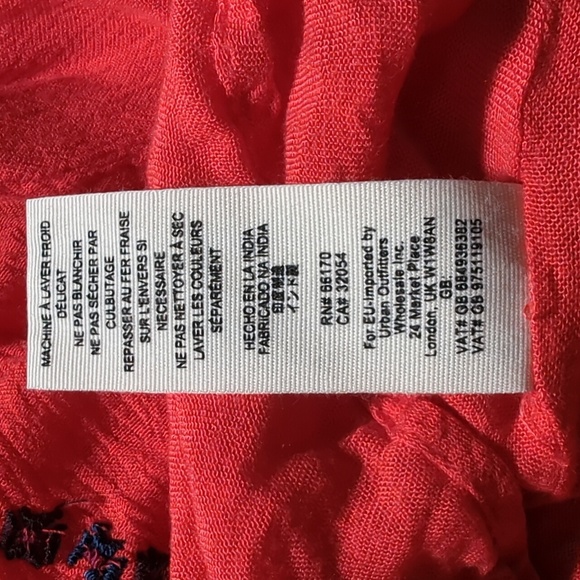 MACHINE À LAVER FROID
DÉLICAT
NE PAS BLANCHIR
NE PAS SÉCHER PAR
CULBUTAGE
REPASSER AU FER FRAISE
SUR L'ENVERS SI
NÉCESSAIRE
NE PAS NETTOYER À SEC
LAVER LES COULEURS
SÉPARÉMENT
HECHO EN LA INDIA
FABRICADO NA INDIA
印度制造
インド製
RN# 66170
CA# 32054
For EU-Imported by
Urban Outfitters
Wholesale Inc.
24 Market Place
London, UK W1W8AN
GB:
VAT# GB 684939382
VAT# GB 975119105